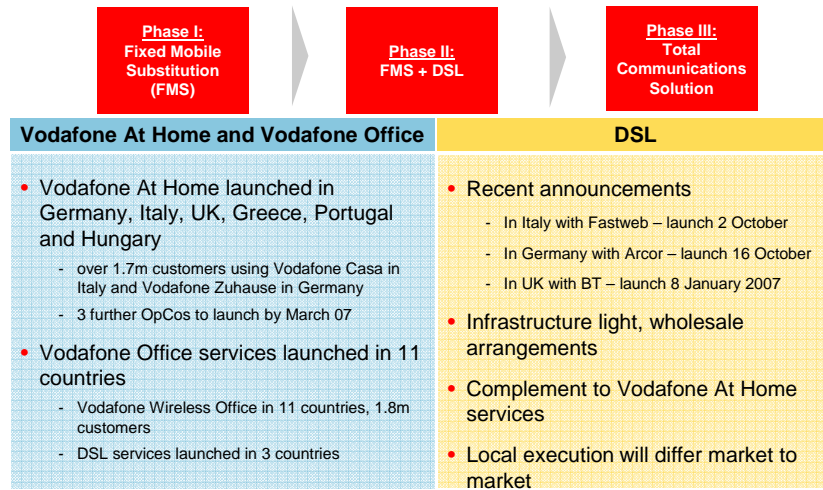 Phase I:
Fixed Mobile
Substitution
(FMS)
Phase II:
FMS + DSL
Phase III:
Total
Communications
Solution
Vodafone At Home and Vodafone Office
• Vodafone At Home launched in
Germany, Italy, UK, Greece, Portugal
and Hungary
- over 1.7m customers using Vodafone Casa in
Italy and Vodafone Zuhause in Germany
- 3 further OpCos to launch by March 07
• Vodafone Office services launched in 11
countries
- Vodafone Wireless Office in 11 countries, 1.8m
customers
- DSL services launched in 3 countries
DSL
• Recent announcements
- In Italy with Fastweb – launch 2 October
- In Germany with Arcor – launch 16 October
- In UK with BT – launch 8 January 2007
• Infrastructure light, wholesale
arrangements
• Complement to Vodafone At Home
services
• Local execution will differ market to
market